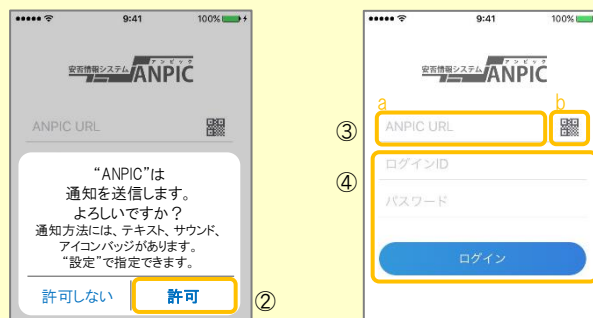 9:41
100%
安否情報システム
アンピック
ANPIC
ANPIC URL
“ANPIC”は
通知を送信します。
よろしいですか？
通知方法には、テキスト、サウンド、
アイコンバッジがあります。
“設定”で指定できます。
許可しない
許可
②
9:41
100%
安否情報システム
アンピック
ANPIC
a
b
③
ANPIC URL
④
ログインID
パスワード
ログイン